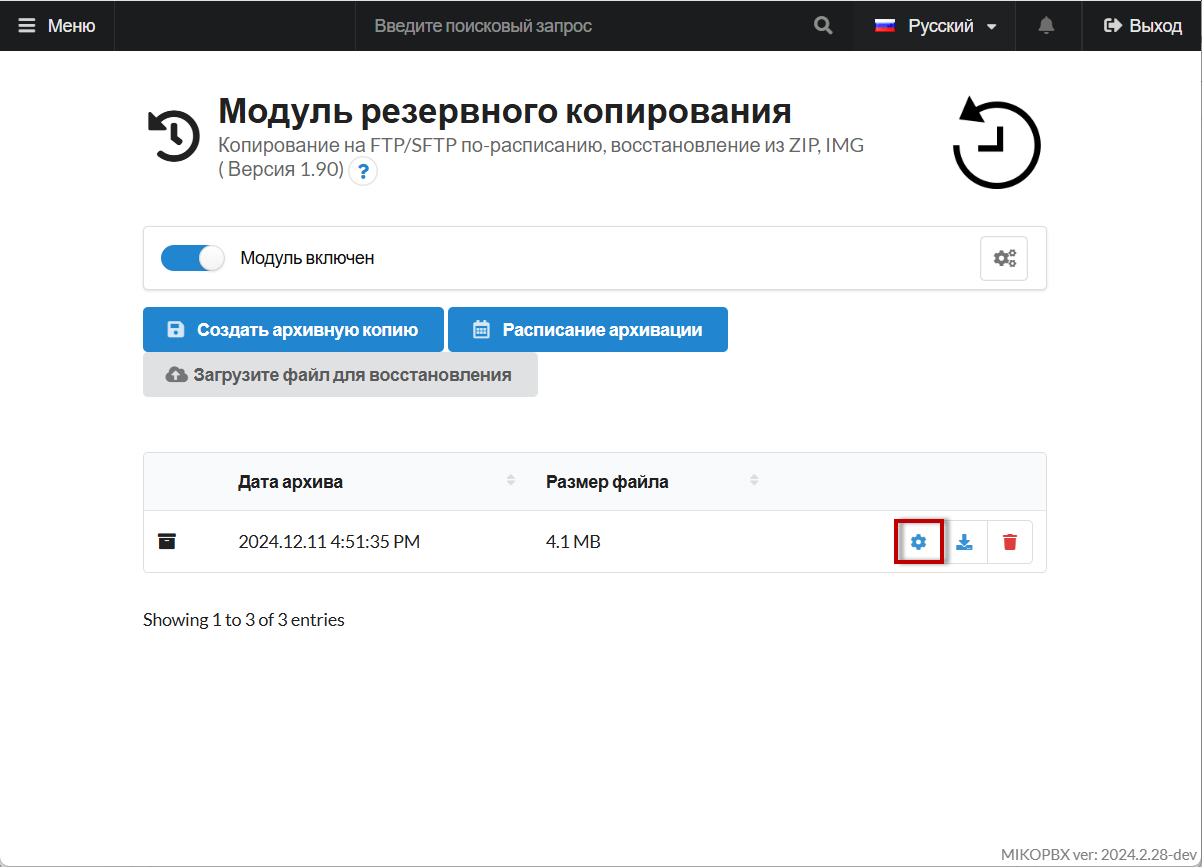 Меню
Введите поисковый запрос
Русский
Выход
Модуль резервного копирования
Копирование на FTP/SFTP по-расписанию, восстановление из ZIP, IMG
( Версия 1.90) ?
Модуль включен
Создать архивную копию
Расписание архивации
Загрузите файл для восстановления
Дата архива Размер файла
2024.12.11 4:51:35 PM 4.1 MB
Showing 1 to 3 of 3 entries
MIKOPBX ver: 2024.2.28-dev